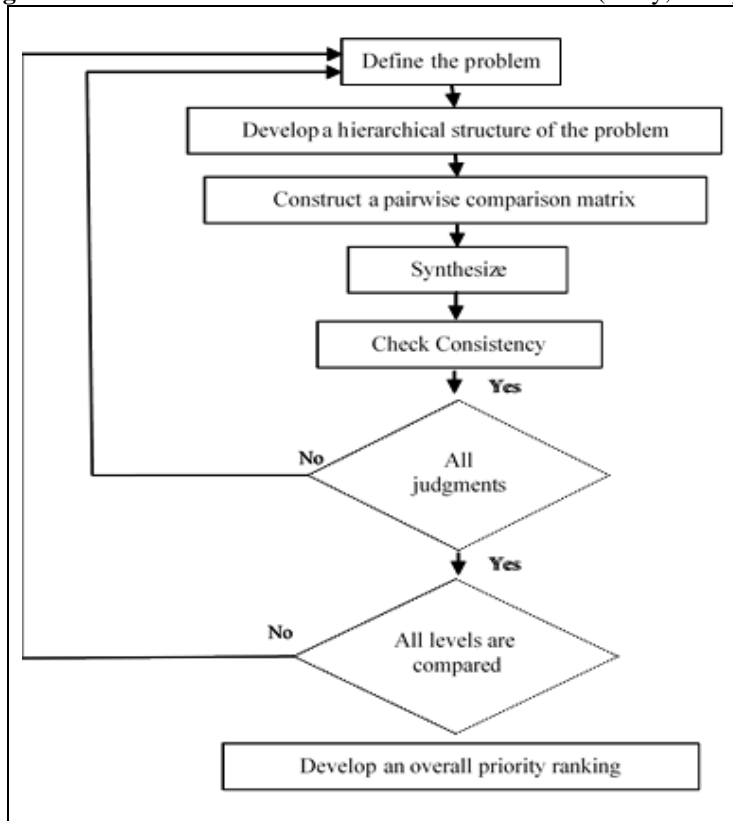 Define the problem
Develop a hierarchical structure of the problem
Construct a pairwise comparison matrix
Synthesize
Check Consistency
Yes
No
All
judgments
Yes
No
All levels are
compared
Develop an overall priority ranking